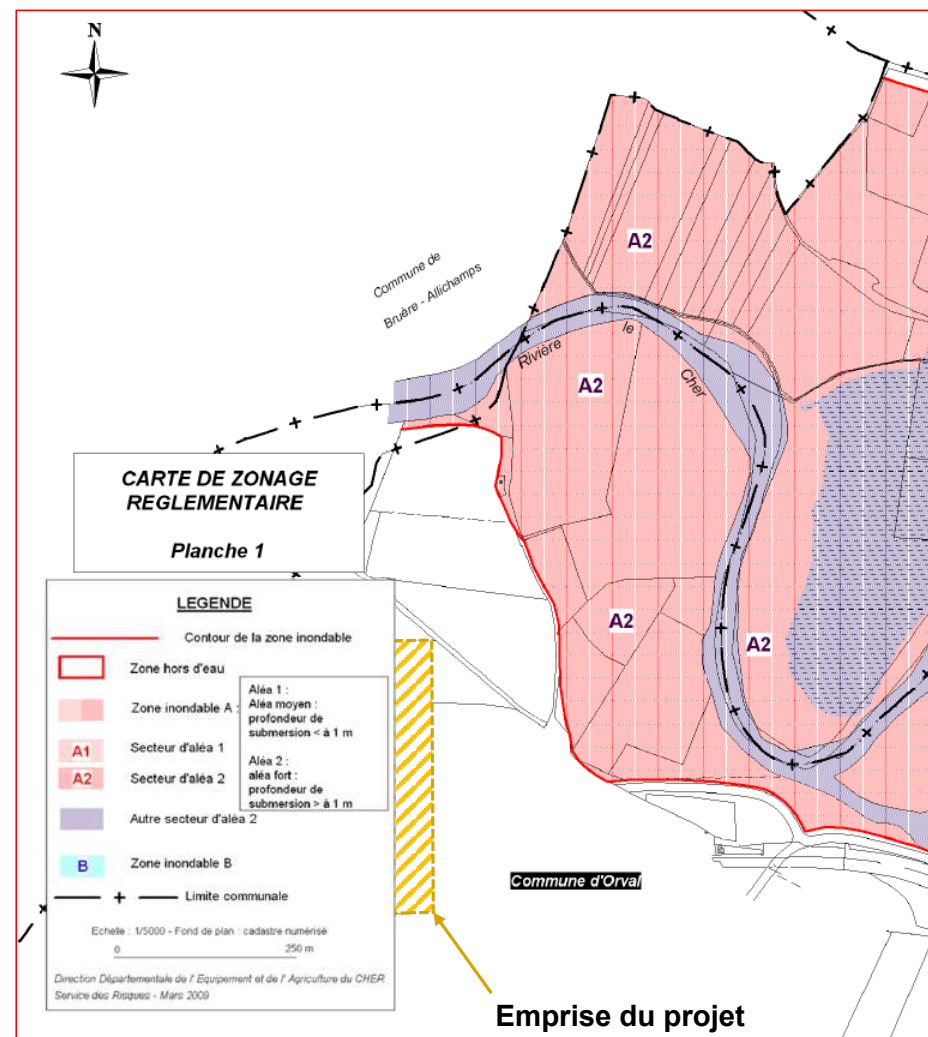 N
A2
Commune de
Bruère - Allichamps
Rivière le Cher
A2
CARTE DE ZONAGE
REGLEMENTAIRE
Planche 1
A2
A2
LEGENDE
Contour de la zone inondable
Zone hors d'eau
Zone inondable A :
Aléa 1 :
Aléa moyen :
profondeur de
submersion < à 1 m
Aléa 2 :
aléa fort :
profondeur de
submersion > à 1 m
A1 Secteur d'aléa 1
A2 Secteur d'aléa 2
Autre secteur d'aléa 2
B Zone inondable B
Limite communale
Echelle : 1/5000 - Fond de plan : cadastre numérisé
0 250 m
Direction Départementale de l' Equipement et de l' Agriculture du CHER
Service des Risques - Mars 2009
Commune d'Orval
Emprise du projet